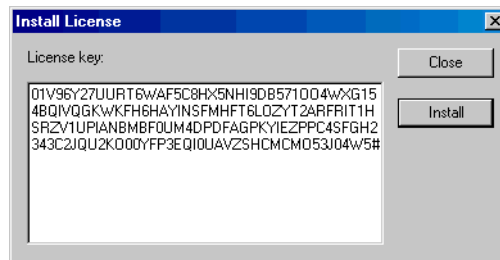 Install License
License key:
01V96Y27UURT6WAF5C8HX5NHI9DB571OO4WXG15
4BQIVQGKWKFH6HAYINSFMHFT6LOZYT2ARFRIT1H
SRZV1UPIANBMBF0UM4DPDFAGPKYIEZPPC4SFGH2
343C2JQU2KO00YFP3EQI0UAVZSHCMCMO53J04W5#
Close
Install